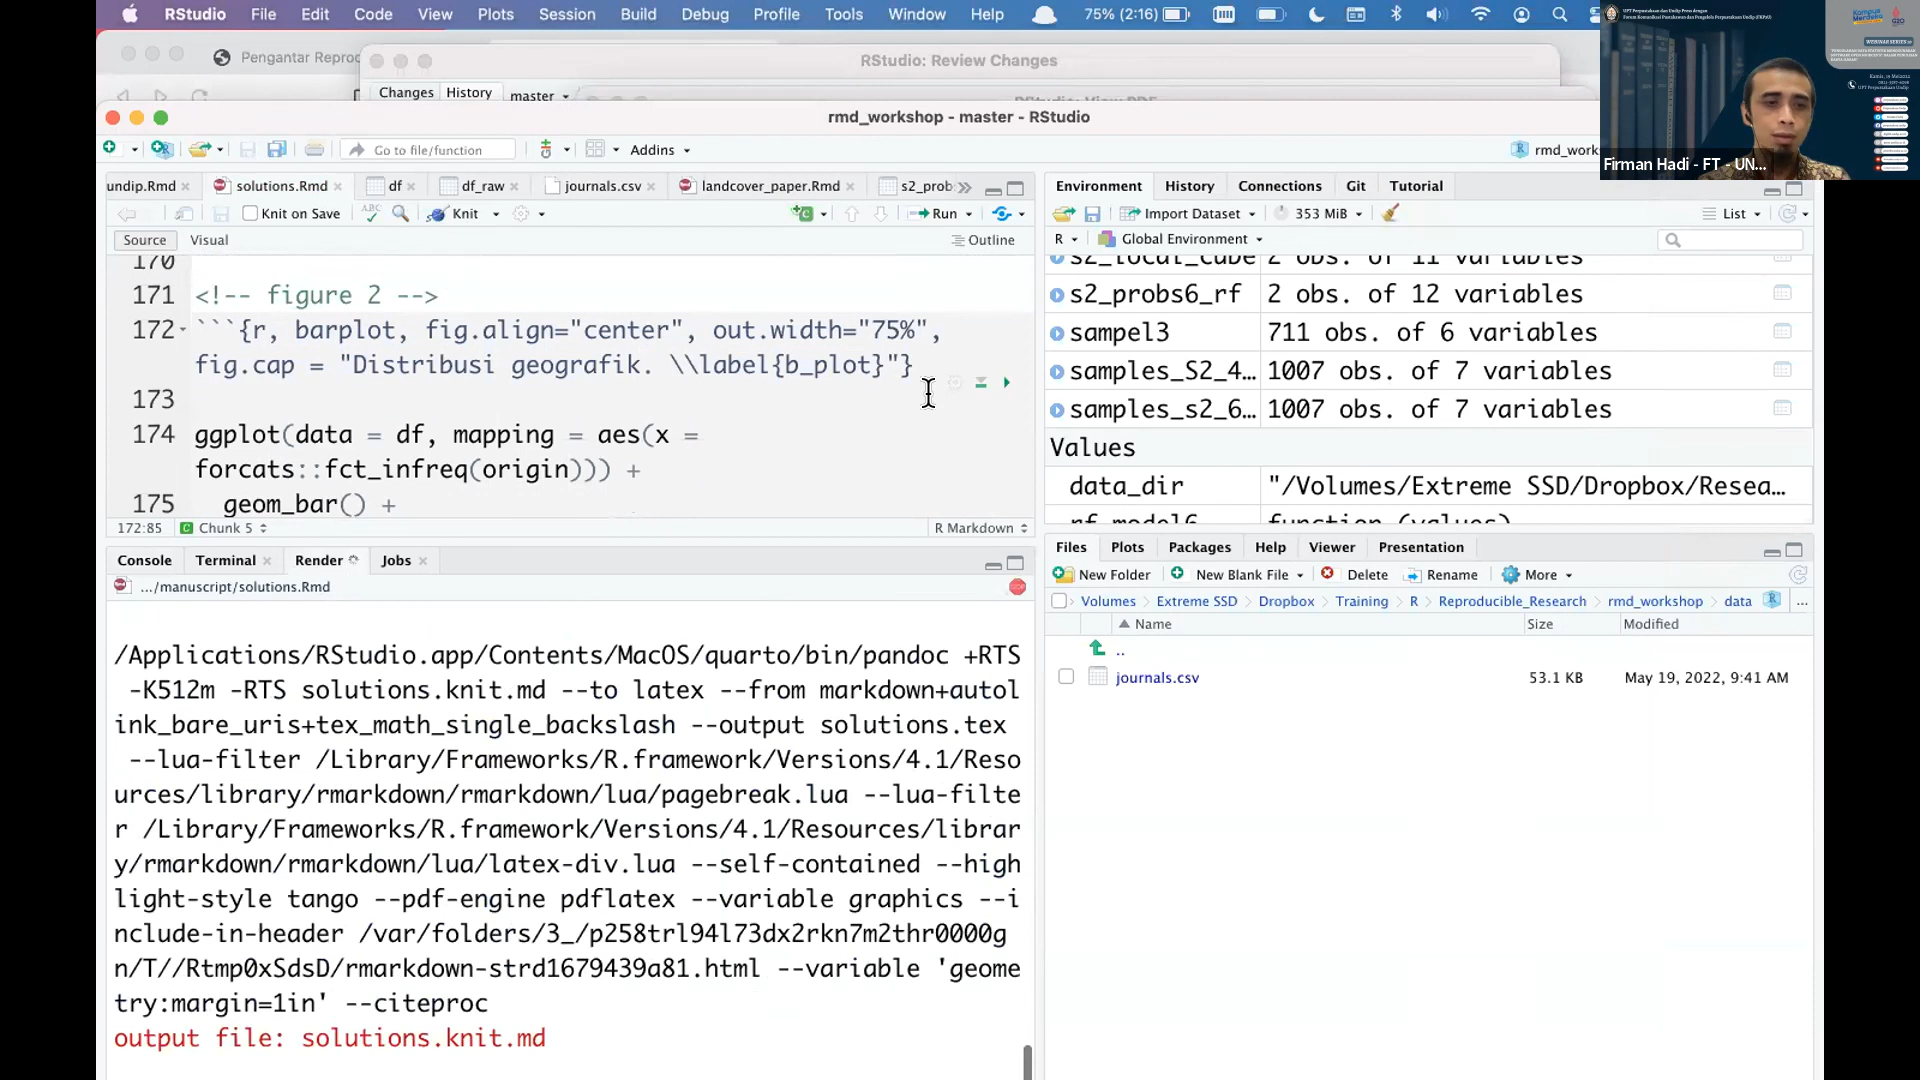 RStudio File Edit Code View Plots Session Build Debug Profile Tools Window Help 75% (2:16)
Pengantar Reproc
RStudio: Review Changes
Changes History master
rmd_workshop - master - RStudio
Go to file/function Addins rmd_works
undip.Rmd solutions.Rmd df df_raw journals.csv landcover_paper.Rmd s2_prob
Knit on Save Knit Run
Source Visual Outline
170
171 <!-- figure 2 -->
172 ```{r, barplot, fig.align="center", out.width="75%",
fig.cap = "Distribusi geografik. \\label{b_plot}"}
173
174 ggplot(data = df, mapping = aes(x =
forcats::fct_infreq(origin))) +
175 geom_bar() +
172:85 Chunk 5 R Markdown
Console Terminal Render Jobs
.../manuscript/solutions.Rmd
/Applications/RStudio.app/Contents/MacOS/quarto/bin/pandoc +RTS
-K512m -RTS solutions.knit.md --to latex --from markdown+autol
ink_bare_uris+tex_math_single_backslash --output solutions.tex
--lua-filter /Library/Frameworks/R.framework/Versions/4.1/Reso
urces/library/rmarkdown/rmarkdown/lua/pagebreak.lua --lua-filte
r /Library/Frameworks/R.framework/Versions/4.1/Resources/librar
y/rmarkdown/rmarkdown/lua/latex-div.lua --self-contained --high
light-style tango --pdf-engine pdflatex --variable graphics --i
nclude-in-header /var/folders/3_/p258trl94l73dx2rkn7m2thr0000g
n/T//Rtmp0xSdsD/rmarkdown-strd1679439a81.html --variable 'geome
try:margin=1in' --citeproc
output file: solutions.knit.md
Environment History Connections Git Tutorial
Import Dataset 353 MiB List
R Global Environment
s2_local_cube 2 obs. of 11 variables
s2_probs6_rf 2 obs. of 12 variables
sampel3 711 obs. of 6 variables
samples_S2_4... 1007 obs. of 7 variables
samples_s2_6... 1007 obs. of 7 variables
Values
data_dir "/Volumes/Extreme SSD/Dropbox/Resea...
rf_model6 function (values)
Files Plots Packages Help Viewer Presentation
New Folder New Blank File Delete Rename More
Volumes Extreme SSD Dropbox Training R Reproducible_Research rmd_workshop data ...
Name Size Modified
..
journals.csv 53.1 KB May 19, 2022, 9:41 AM
Firman Hadi - FT - UN...